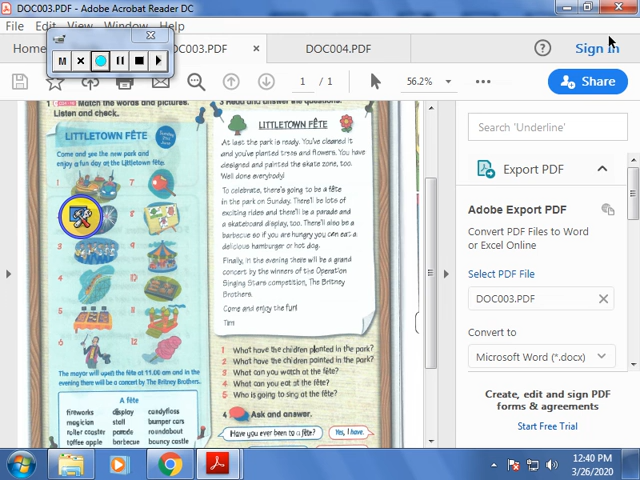 DOC003.PDF - Adobe Acrobat Reader DC
File Edit View Window Help
Home
DOC003.PDF
DOC004.PDF
Sign In
1 / 1
56.2%
Share
M
1 Match the words and pictures.
Listen and check.
LITTLETOWN FÊTE
Come and see the new park and
enjoy a fun day at the Littletown fête.
1
7
8
3
9
4
10
5
11
6
12
The mayor will open the fête at 11.00 am and in the
evening there will be a concert by The Britney Brothers.
A fête
fireworks display candyfloss
magician stall bumper cars
roller coaster parade roundabout
toffee apple barbecue bouncy castle
3 Read and answer the questions.
LITTLETOWN FÊTE
At last the park is ready. You've cleaned it
and you've planted trees and flowers. You have
designed and painted the skate zone, too.
Well done everybody!
To celebrate, there's going to be a fête
in the park on Sunday. There'll be lots of
exciting rides and there'll be a parade and
a skateboard display, too. There'll also be a
barbecue so if you are hungry you can eat a
delicious hamburger or hot dog.
Finally, in the evening there will be a grand
concert by the winners of the Operation
Singing Stars competition, The Britney
Brothers.
Come and enjoy the fun!
Tim
1 What have the children planted in the park?
2 What have the children painted in the park?
3 What can you watch at the fête?
4 What can you eat at the fête?
5 Who is going to sing at the fête?
4 Ask and answer.
Have you ever been to a fête?
Yes, I have.
Search 'Underline'
Export PDF
Adobe Export PDF
Convert PDF Files to Word
or Excel Online
Select PDF File
DOC003.PDF
Convert to
Microsoft Word (*.docx)
Create, edit and sign PDF
forms & agreements
Start Free Trial
12:40 PM
3/26/2020